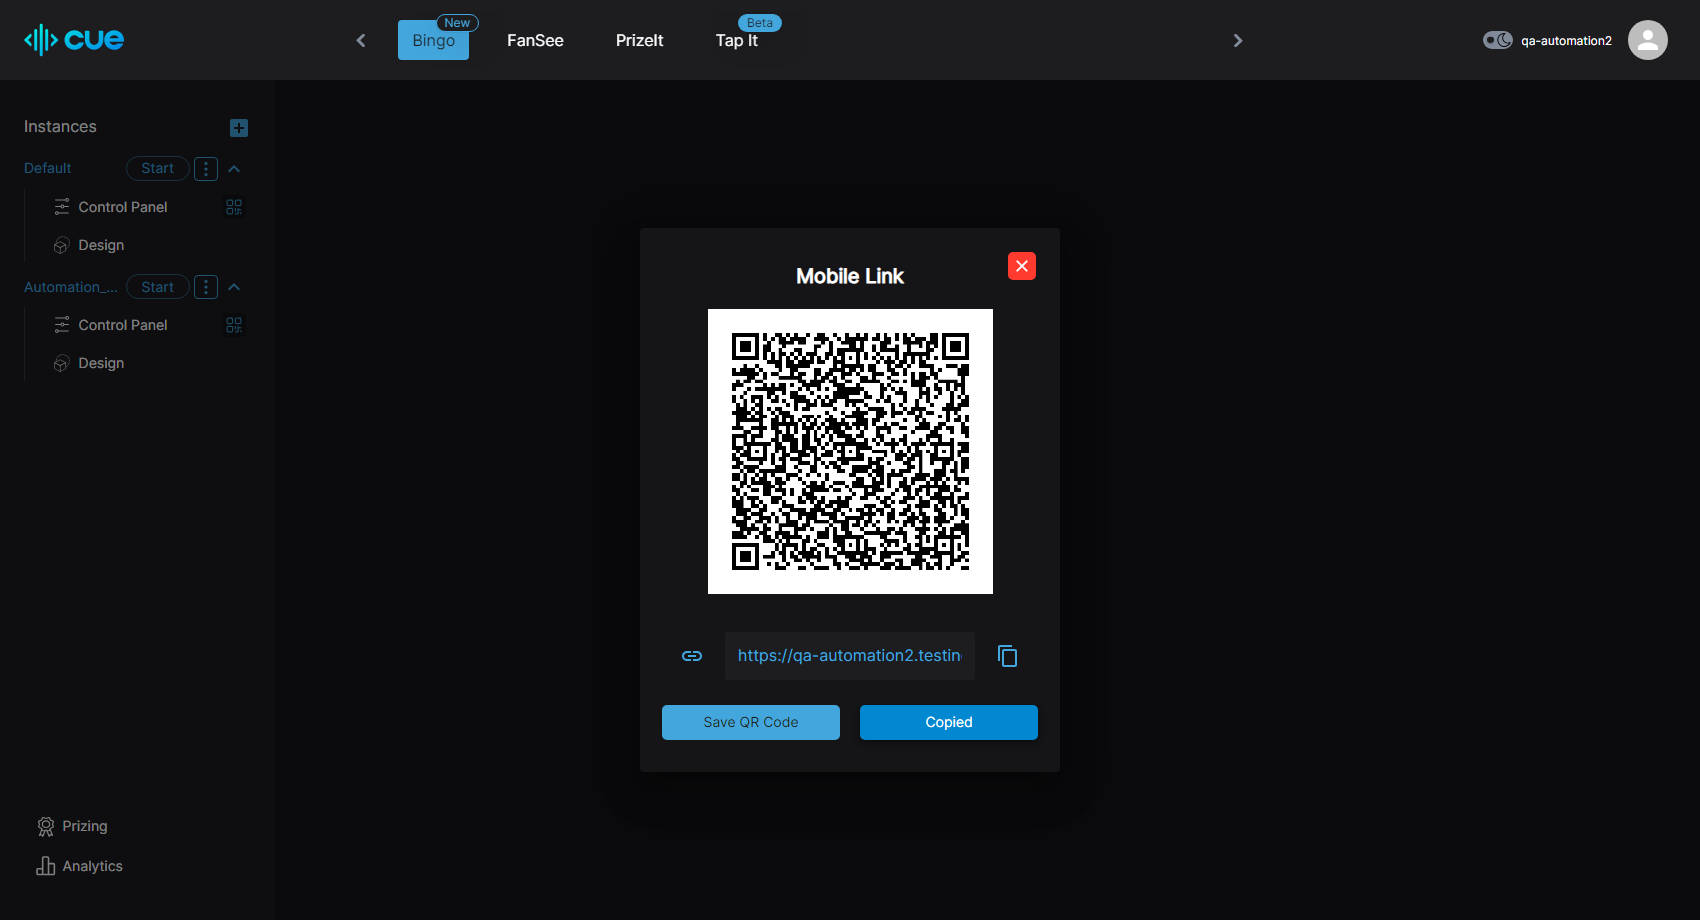 cue
New
Bingo
FanSee
PrizeIt
Beta
Tap It
qa-automation2
Instances
Default
Start
Control Panel
Design
Automation_...
Start
Control Panel
Design
Prizing
Analytics
Mobile Link
https://qa-automation2.testin
Save QR Code
Copied